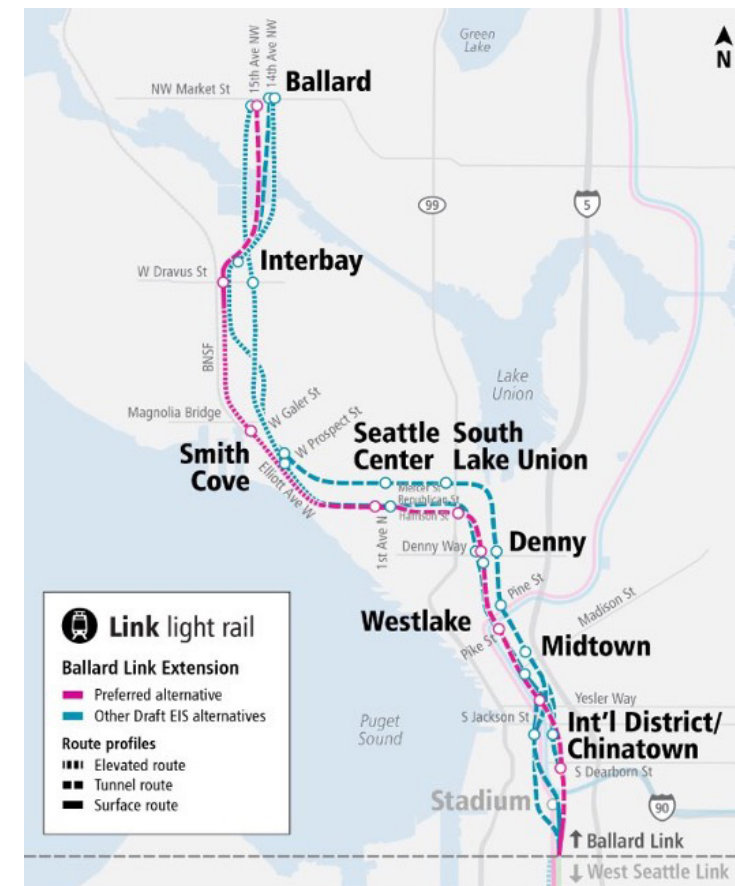 Green
Lake
N
15th Ave NW
14th Ave NW
NW Market St
Ballard
99
5
Interbay
W Dravus St
BNSF
Lake
Union
Magnolia Bridge
W Galer St
W Prospect St
Smith
Cove
Elliott Ave W
Seattle
Center
South
Lake Union
Mercer St
Republican St
Harrison St
1st Ave N
Denny Way
Denny
Pine St
Madison St
Westlake
Pike St
Midtown
Yesler Way
S Jackson St
Int'l District/
Chinatown
Puget
Sound
S Dearborn St
Stadium
90
Ballard Link
West Seattle Link
Link light rail
Ballard Link Extension
Preferred alternative
Other Draft EIS alternatives
Route profiles
Elevated route
Tunnel route
Surface route